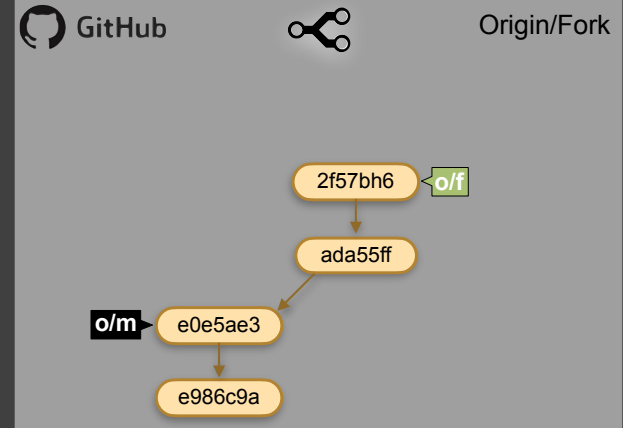 GitHub
Origin/Fork
2f57bh6
o/f
ada55ff
o/m
e0e5ae3
e986c9a